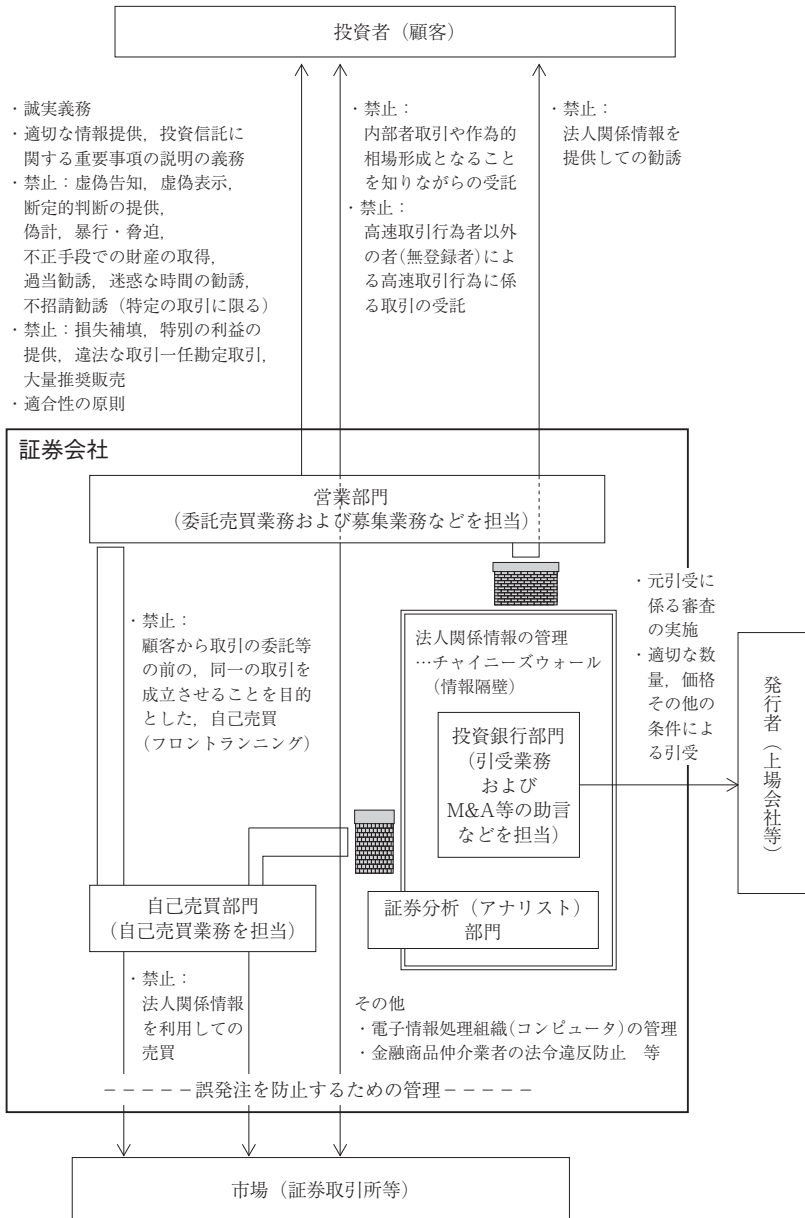 投資者（顧客）
・誠実義務
・適切な情報提供，投資信託に
関する重要事項の説明の義務
・禁止：虚偽告知，虚偽表示，
断定的判断の提供，
偽計，暴行・脅迫，
不正手段での財産の取得，
過当勧誘，迷惑な時間の勧誘，
不招請勧誘（特定の取引に限る）
・禁止：損失補填，特別の利益の
提供，違法な取引一任勘定取引，
大量推奨販売
・適合性の原則
・禁止：
内部者取引や作為的
相場形成となること
を知りながらの受託
・禁止：
高速取引行為者以外
の者（無登録者）によ
る高速取引行為に係
る取引の受託
・禁止：
法人関係情報を
提供しての勧誘
証券会社
営業部門
（委託売買業務および募集業務などを担当）
・禁止：
顧客から取引の委託等
の前の，同一の取引を
成立させることを目的
とした，自己売買
（フロントランニング）
法人関係情報の管理
…チャイニーズウォール
（情報隔壁）
投資銀行部門
（引受業務
および
M&A等の助言
などを担当）
・元引受に
係る審査
の実施
・適切な数
量，価格
その他の
条件によ
る引受
発行者（上場会社等）
自己売買部門
（自己売買業務を担当）
証券分析（アナリスト）
部門
・禁止：
法人関係情報
を利用しての
売買
その他
・電子情報処理組織（コンピュータ）の管理
・金融商品仲介業者の法令違反防止　等
－－－－－誤発注を防止するための管理－－－－－
市場（証券取引所等）